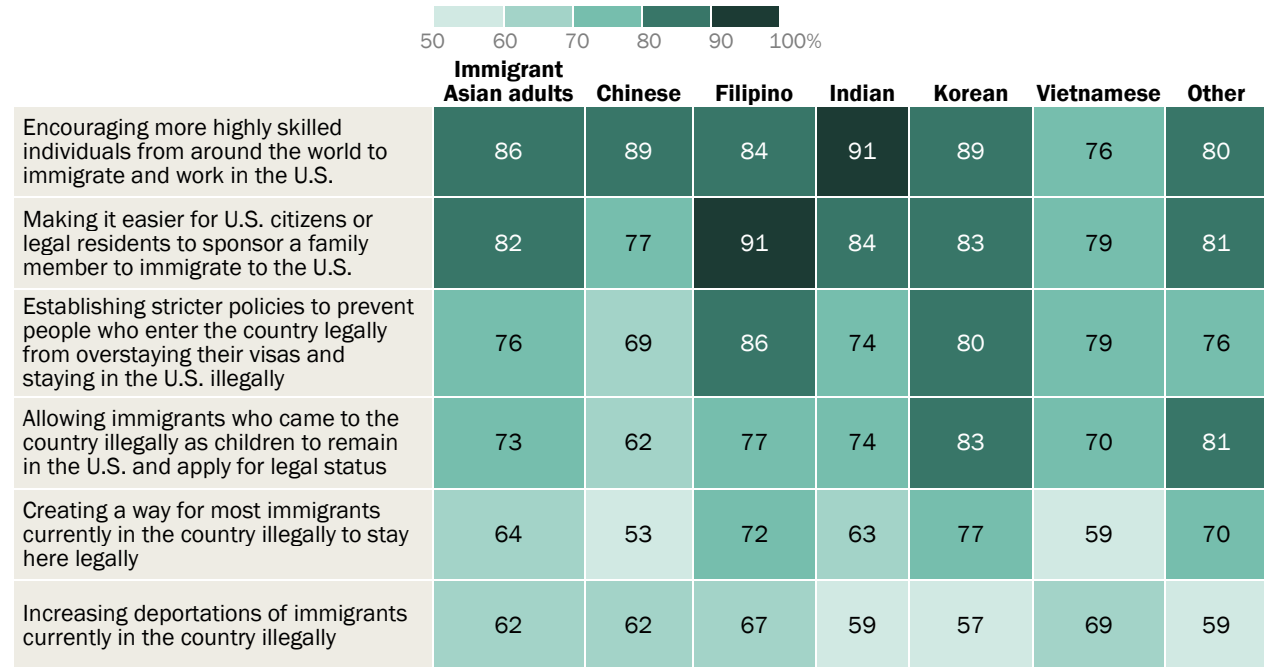 50 60 70 80 90 100%
Immigrant
Asian adults Chinese Filipino Indian Korean Vietnamese Other
Encouraging more highly skilled
individuals from around the world to
immigrate and work in the U.S.
86 89 84 91 89 76 80
Making it easier for U.S. citizens or
legal residents to sponsor a family
member to immigrate to the U.S.
82 77 91 84 83 79 81
Establishing stricter policies to prevent
people who enter the country legally
from overstaying their visas and
staying in the U.S. illegally
76 69 86 74 80 79 76
Allowing immigrants who came to the
country illegally as children to remain
in the U.S. and apply for legal status
73 62 77 74 83 70 81
Creating a way for most immigrants
currently in the country illegally to stay
here legally
64 53 72 63 77 59 70
Increasing deportations of immigrants
currently in the country illegally
62 62 67 59 57 69 59